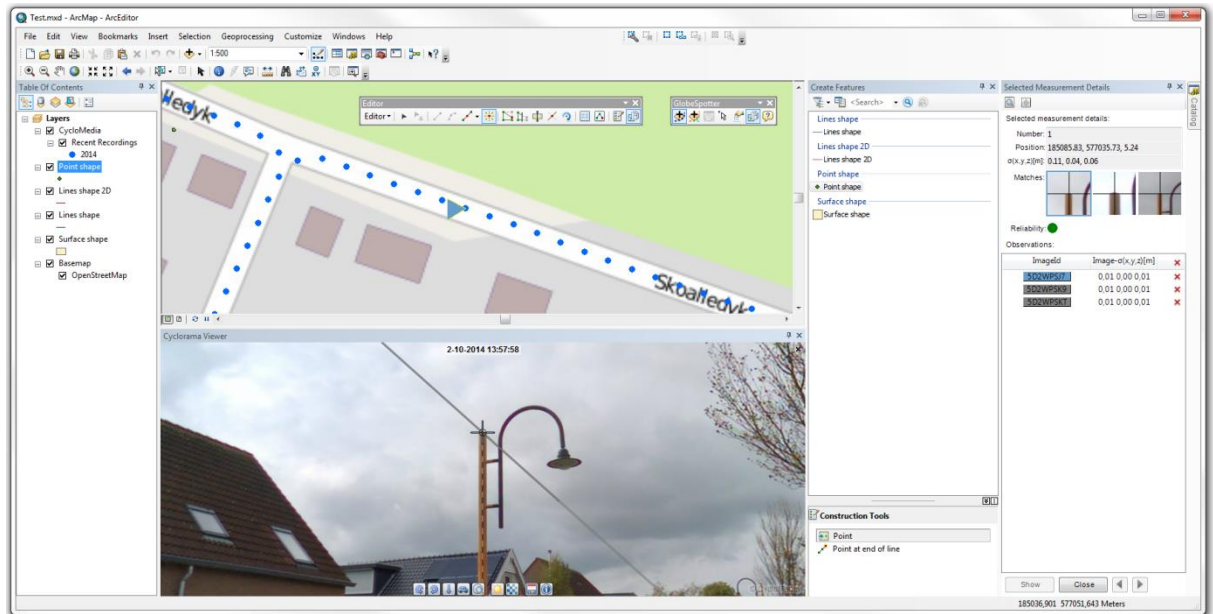 Test.mxd - ArcMap - ArcEditor
File Edit View Bookmarks Insert Selection Geoprocessing Customize Windows Help
1:500
Table Of Contents
Layers
CycloMedia
Recent Recordings
2014
Point shape
Lines shape 2D
Lines shape
Surface shape
Basemap
OpenStreetMap
Hedyk
Skoalledyk
Editor
Editor
GlobeSpotter
Cyclorama Viewer
2-10-2014 13:57:58
Create Features
<Search>
Lines shape
Lines shape
Lines shape 2D
Lines shape 2D
Point shape
Point shape
Surface shape
Surface shape
Construction Tools
Point
Point at end of line
Selected Measurement Details
Catalog
Selected measurement details:
Number: 1
Position: 185085.83, 577035.73, 5.24
σ(x,y,z)[m]: 0.11, 0.04, 0.06
Matches:
Reliability:
Observations:
ImageId Image-σ(x,y,z)[m]
5D2WPSJ7 0,01 0,00 0,01
5D2WPSK9 0,01 0,00 0,01
5D2WPSKT 0,01 0,00 0,01
Show Close
185036,901 577051,643 Meters